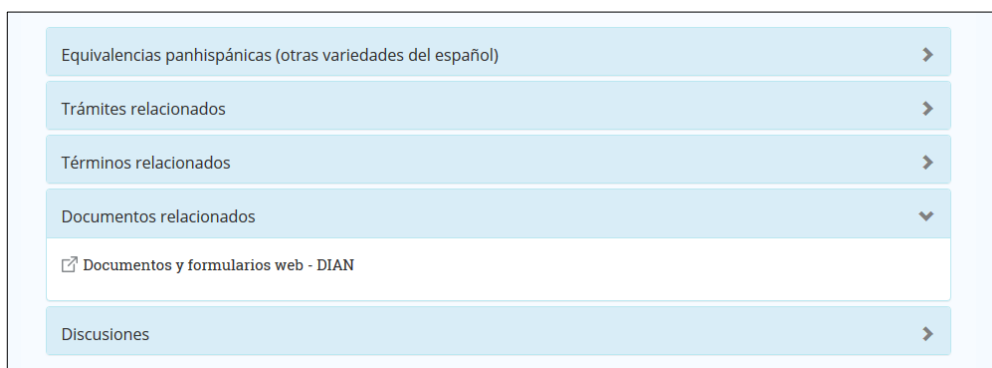 Equivalencias panhispánicas (otras variedades del español)
Trámites relacionados
Términos relacionados
Documentos relacionados
Documentos y formularios web - DIAN
Discusiones